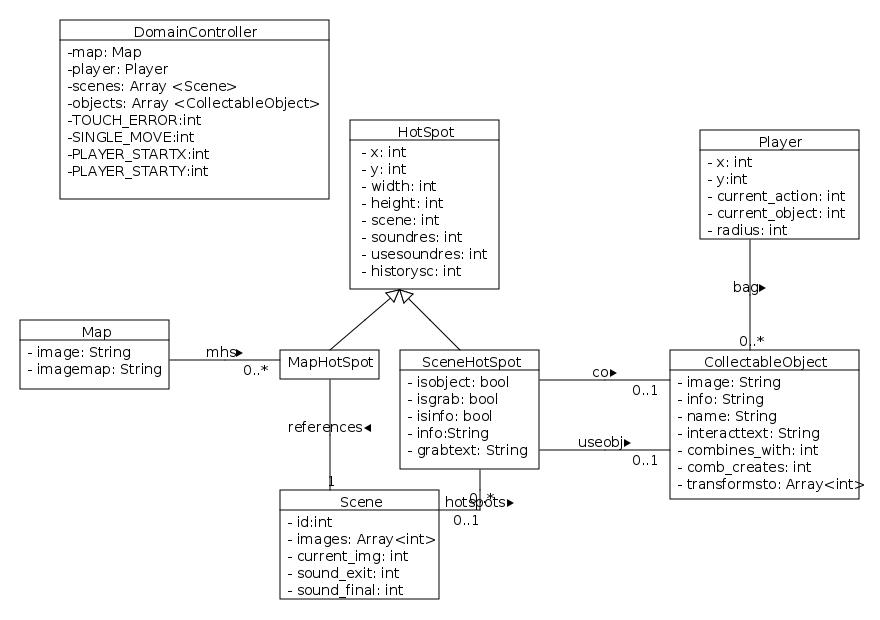 DomainController
-map: Map
-player: Player
-scenes: Array <Scene>
-objects: Array <CollectableObject>
-TOUCH_ERROR:int
-SINGLE_MOVE:int
-PLAYER_STARTX:int
-PLAYER_STARTY:int
HotSpot
- x: int
- y: int
- width: int
- height: int
- scene: int
- soundres: int
- usesoundres: int
- historysc: int
Player
- x: int
- y:int
- current_action: int
- current_object: int
- radius: int
bag▶
0..*
Map
- image: String
- imagemap: String
mhs▶
0..*
MapHotSpot
SceneHotSpot
- isobject: bool
- isgrab: bool
- isinfo: bool
- info:String
- grabtext: String
co▶
0..1
useobj▶
0..1
CollectableObject
- image: String
- info: String
- name: String
- interacttext: String
- combines_with: int
- comb_creates: int
- transformsto: Array<int>
references◀
1
0..*
hotspots▶
0..1
Scene
- id:int
- images: Array<int>
- current_img: int
- sound_exit: int
- sound_final: int